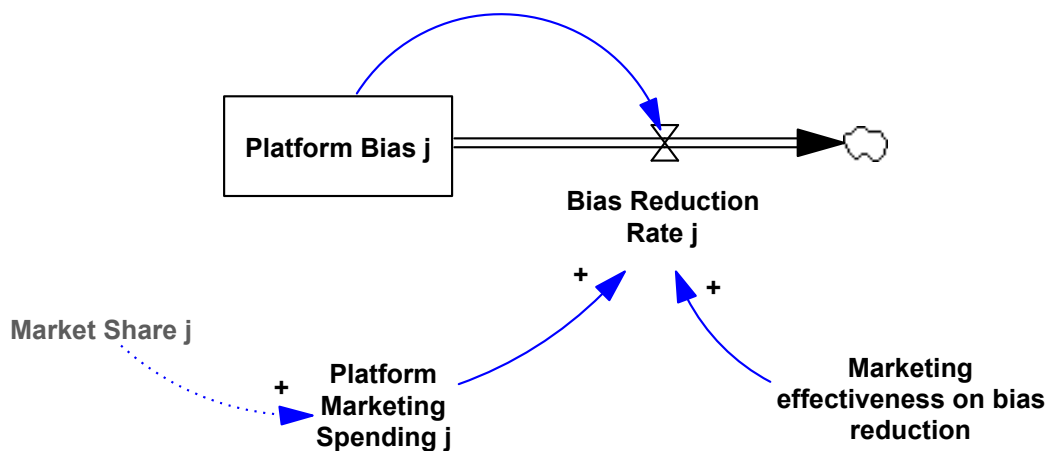 Platform Bias j
Bias Reduction
Rate j
+
+
Market Share j
+
Platform
Marketing
Spending j
Marketing
effectiveness on bias
reduction